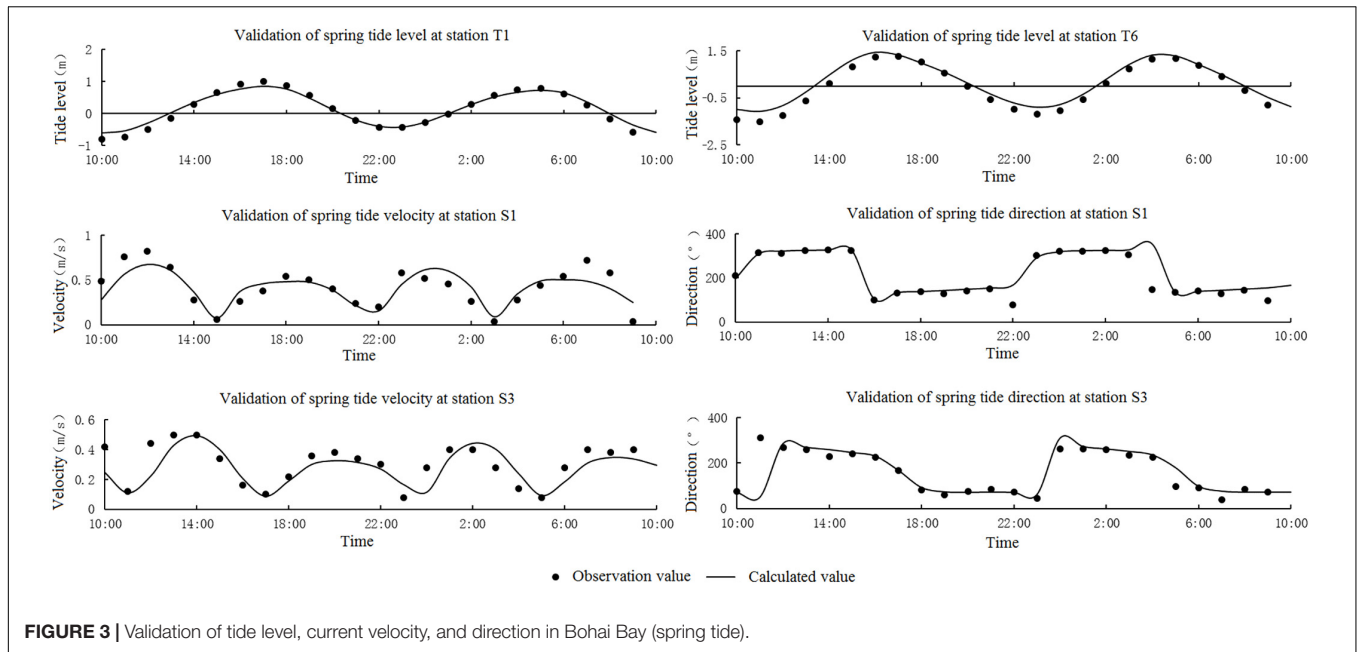 Validation of spring tide level at station T1
Tide level (m)
2
1
0
-1
10:00 14:00 18:00 22:00 2:00 6:00 10:00
Time
Validation of spring tide level at station T6
Tide level (m)
1.5
-0.5
-2.5
10:00 14:00 18:00 22:00 2:00 6:00 10:00
Time
Validation of spring tide velocity at station S1
Velocity (m/s)
1
0.5
0
10:00 14:00 18:00 22:00 2:00 6:00 10:00
Time
Validation of spring tide direction at station S1
Direction (°)
400
200
0
10:00 14:00 18:00 22:00 2:00 6:00 10:00
Time
Validation of spring tide velocity at station S3
Velocity (m/s)
0.6
0.4
0.2
0
10:00 14:00 18:00 22:00 2:00 6:00 10:00
Time
Validation of spring tide direction at station S3
Direction (°)
400
200
0
10:00 14:00 18:00 22:00 2:00 6:00 10:00
Time
Observation value Calculated value
FIGURE 3 | Validation of tide level, current velocity, and direction in Bohai Bay (spring tide).